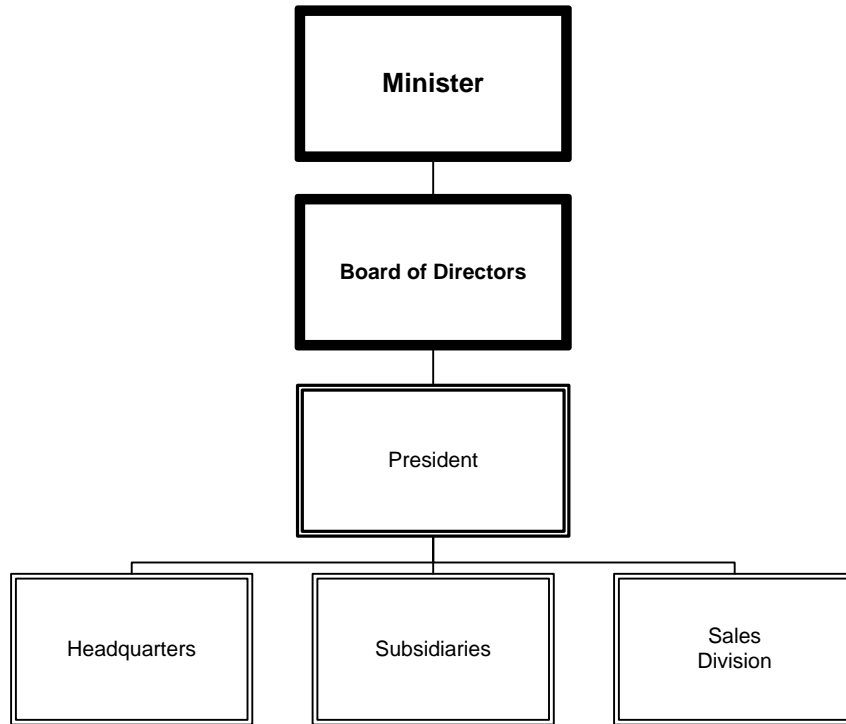 Minister
Board of Directors
President
Headquarters
Subsidiaries
Sales
Division